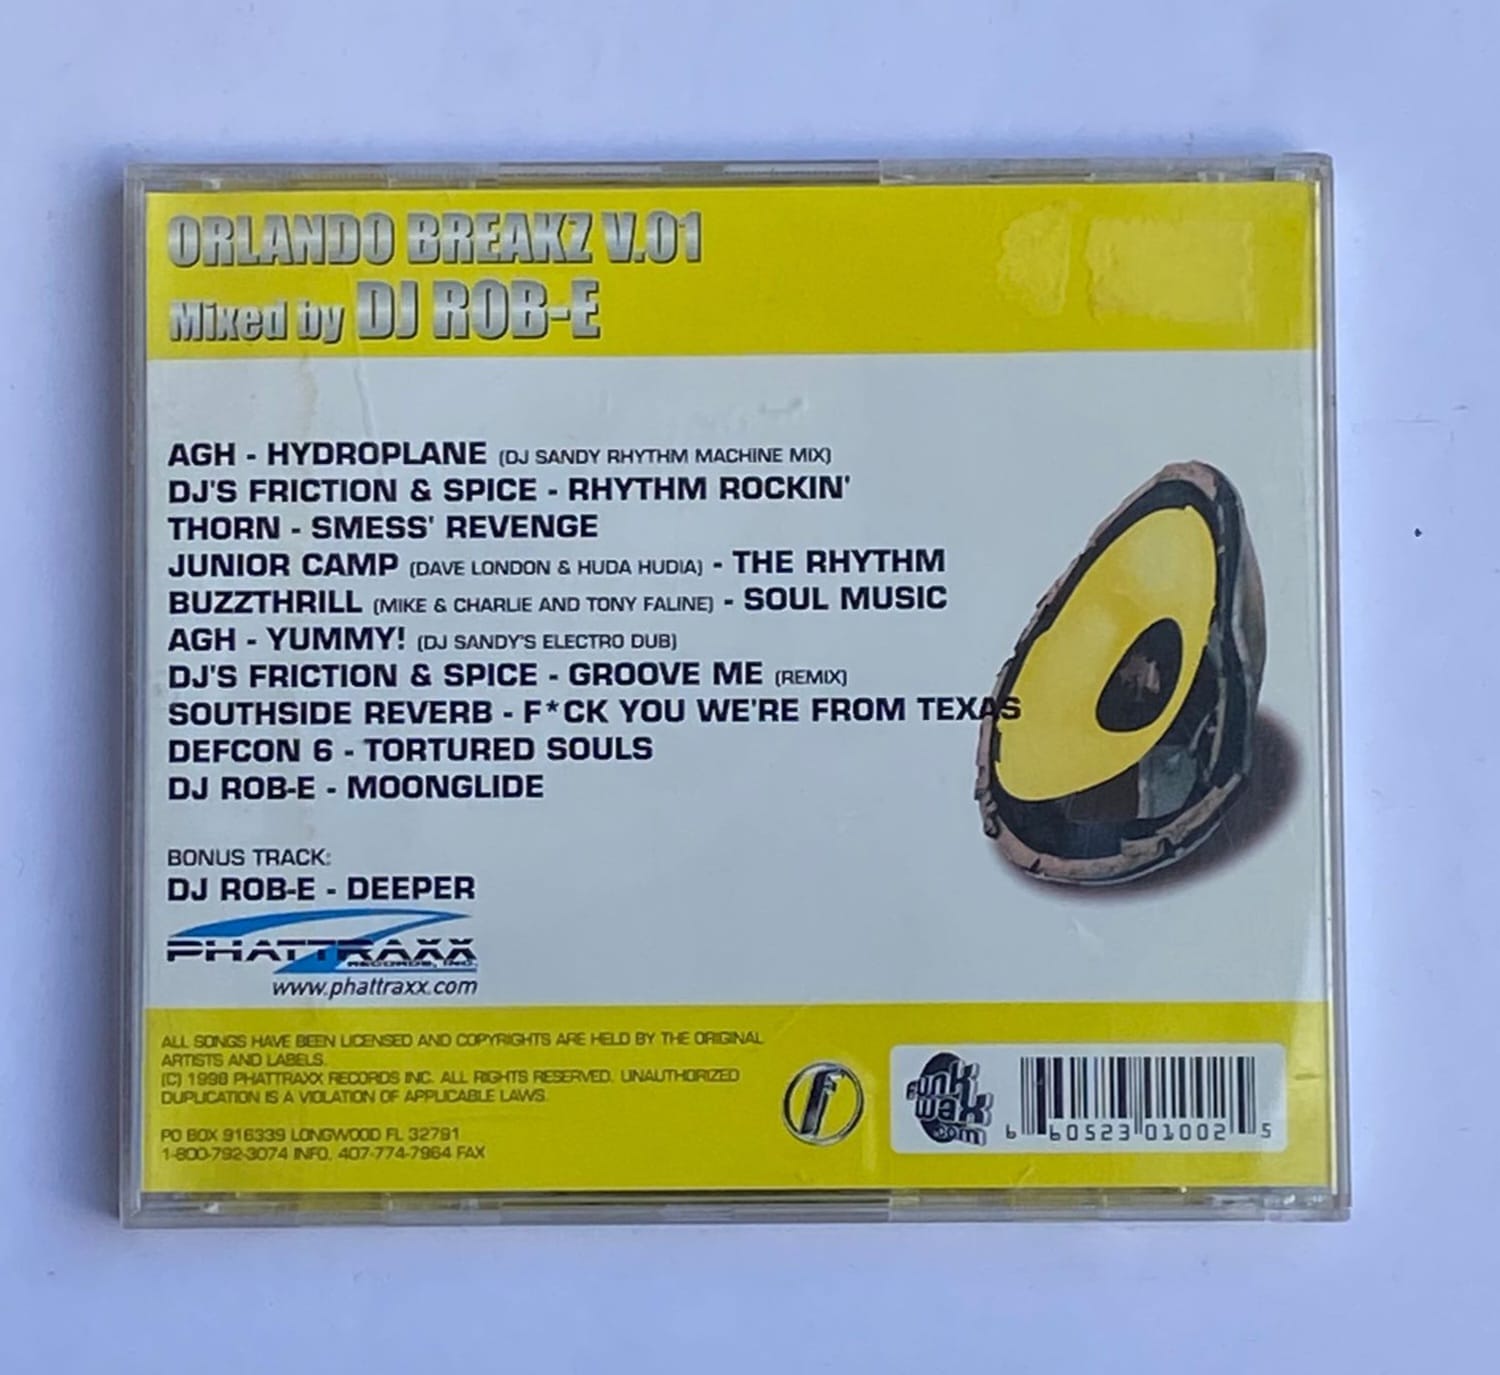 ORLANDO BREAKZ V.01
Mixed by DJ ROB-E
AGH - HYDROPLANE (DJ SANDY RHYTHM MACHINE MIX)
DJ'S FRICTION & SPICE - RHYTHM ROCKIN'
THORN - SMESS' REVENGE
JUNIOR CAMP (DAVE LONDON & HUDA HUDIA) - THE RHYTHM
BUZZTHRILL (MIKE & CHARLIE AND TONY FALINE) - SOUL MUSIC
AGH - YUMMY! (DJ SANDY'S ELECTRO DUB)
DJ'S FRICTION & SPICE - GROOVE ME (REMIX)
SOUTHSIDE REVERB - F*CK YOU WE'RE FROM TEXAS
DEFCON 6 - TORTURED SOULS
DJ ROB-E - MOONGLIDE
BONUS TRACK:
DJ ROB-E - DEEPER
PHATTRAXX
RECORDS, INC.
www.phattraxx.com
ALL SONGS HAVE BEEN LICENSED AND COPYRIGHTS ARE HELD BY THE ORIGINAL
ARTISTS AND LABELS.
(C) 1998 PHATTRAXX RECORDS INC. ALL RIGHTS RESERVED. UNAUTHORIZED
DUPLICATION IS A VIOLATION OF APPLICABLE LAWS.
PO BOX 916339 LONGWOOD FL 32791
1-800-792-3074 INFO. 407-774-7964 FAX
f
funk
wax
.com
6 60523 01002 5